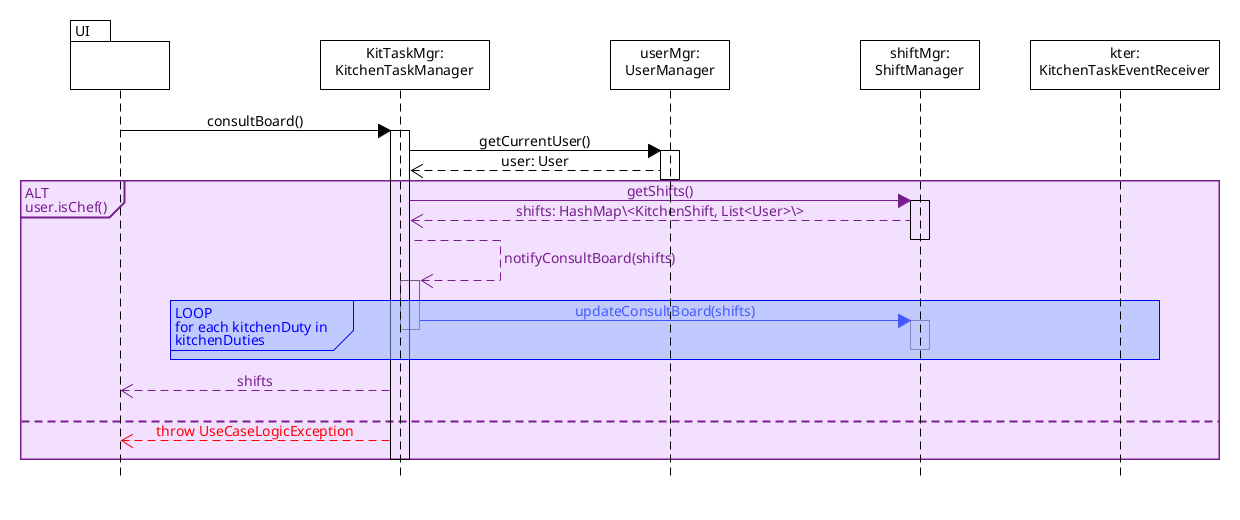 UI
KitTaskMgr:
KitchenTaskManager
userMgr:
UserManager
shiftMgr:
ShiftManager
kter:
KitchenTaskEventReceiver
consultBoard()
getCurrentUser()
user: User
ALT
user.isChef()
getShifts()
shifts: HashMap\<KitchenShift, List<User>\>
notifyConsultBoard(shifts)
LOOP
for each kitchenDuty in
kitchenDuties
updateConsultBoard(shifts)
shifts
throw UseCaseLogicException